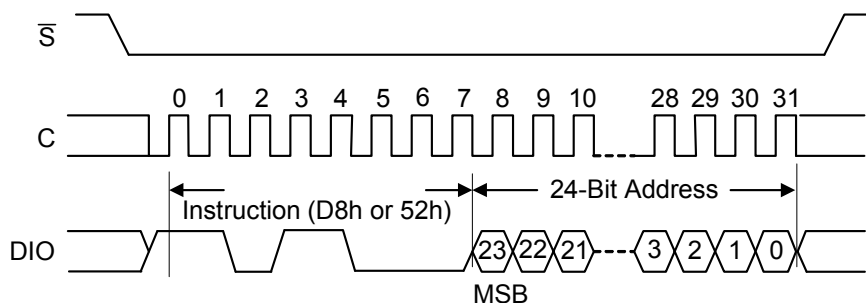 S̅
0 1 2 3 4 5 6 7 8 9 10 28 29 30 31
C
Instruction (D8h or 52h) 24-Bit Address
DIO 23 22 21 3 2 1 0
MSB